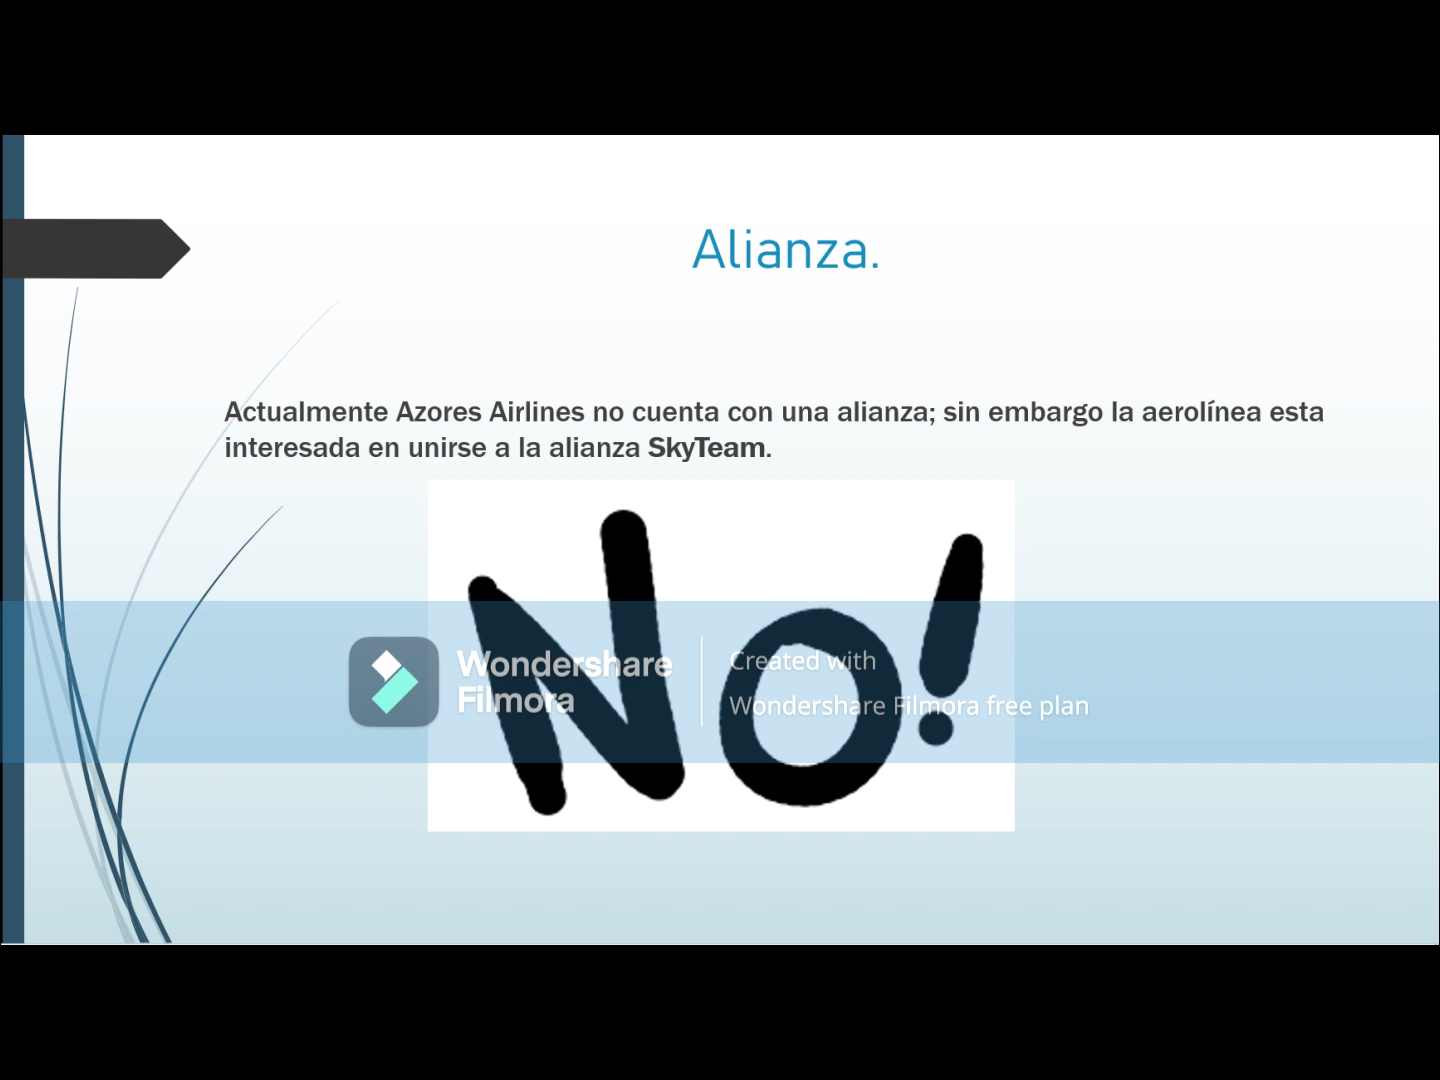 Alianza.
Actualmente Azores Airlines no cuenta con una alianza; sin embargo la aerolínea esta
interesada en unirse a la alianza SkyTeam.
No!
Wondershare
Filmora
Created with
Wondershare Filmora free plan